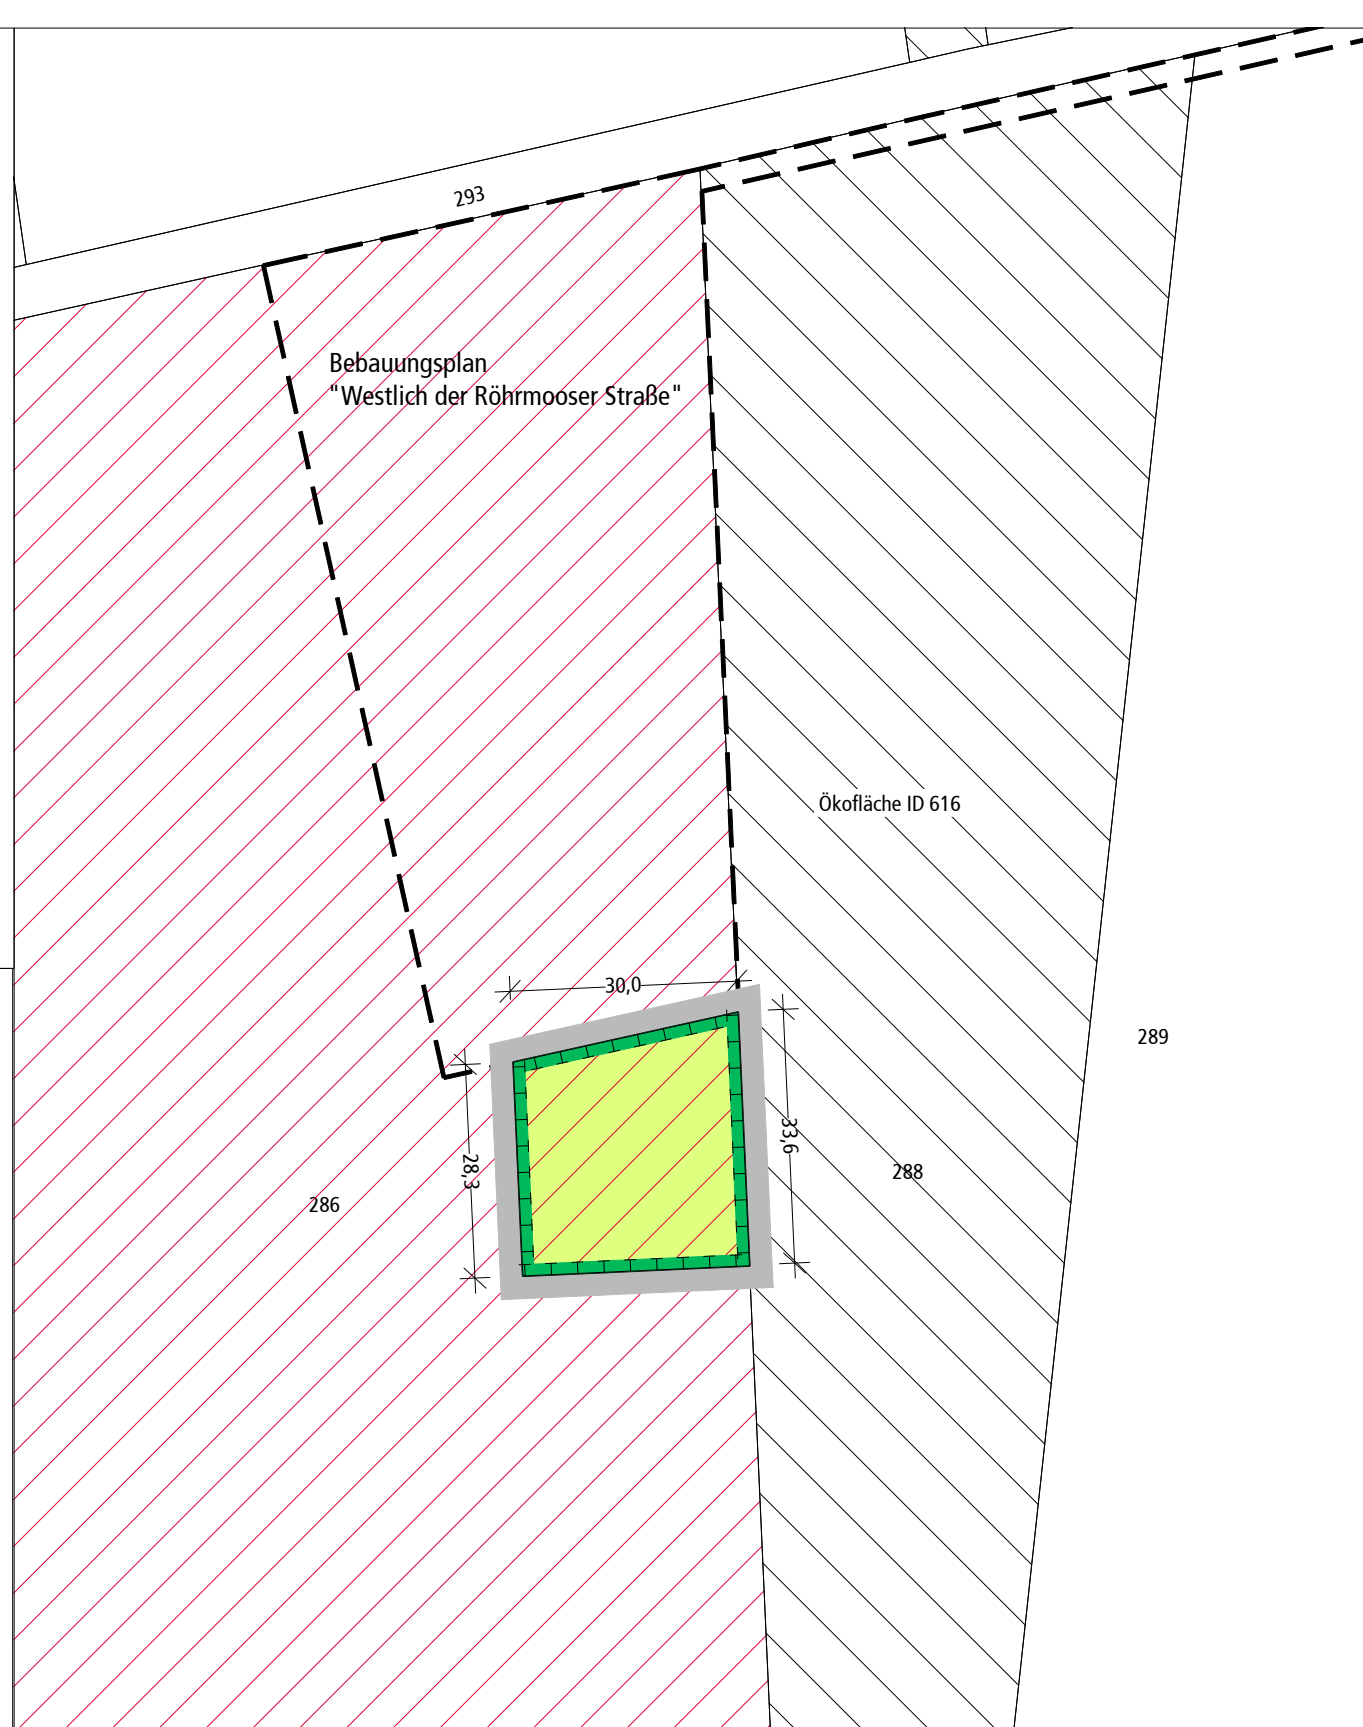 293
Bebauungsplan
"Westlich der Röhrmooser Straße"
Ökofläche ID 616
30,0
289
33,6
28,3
288
286